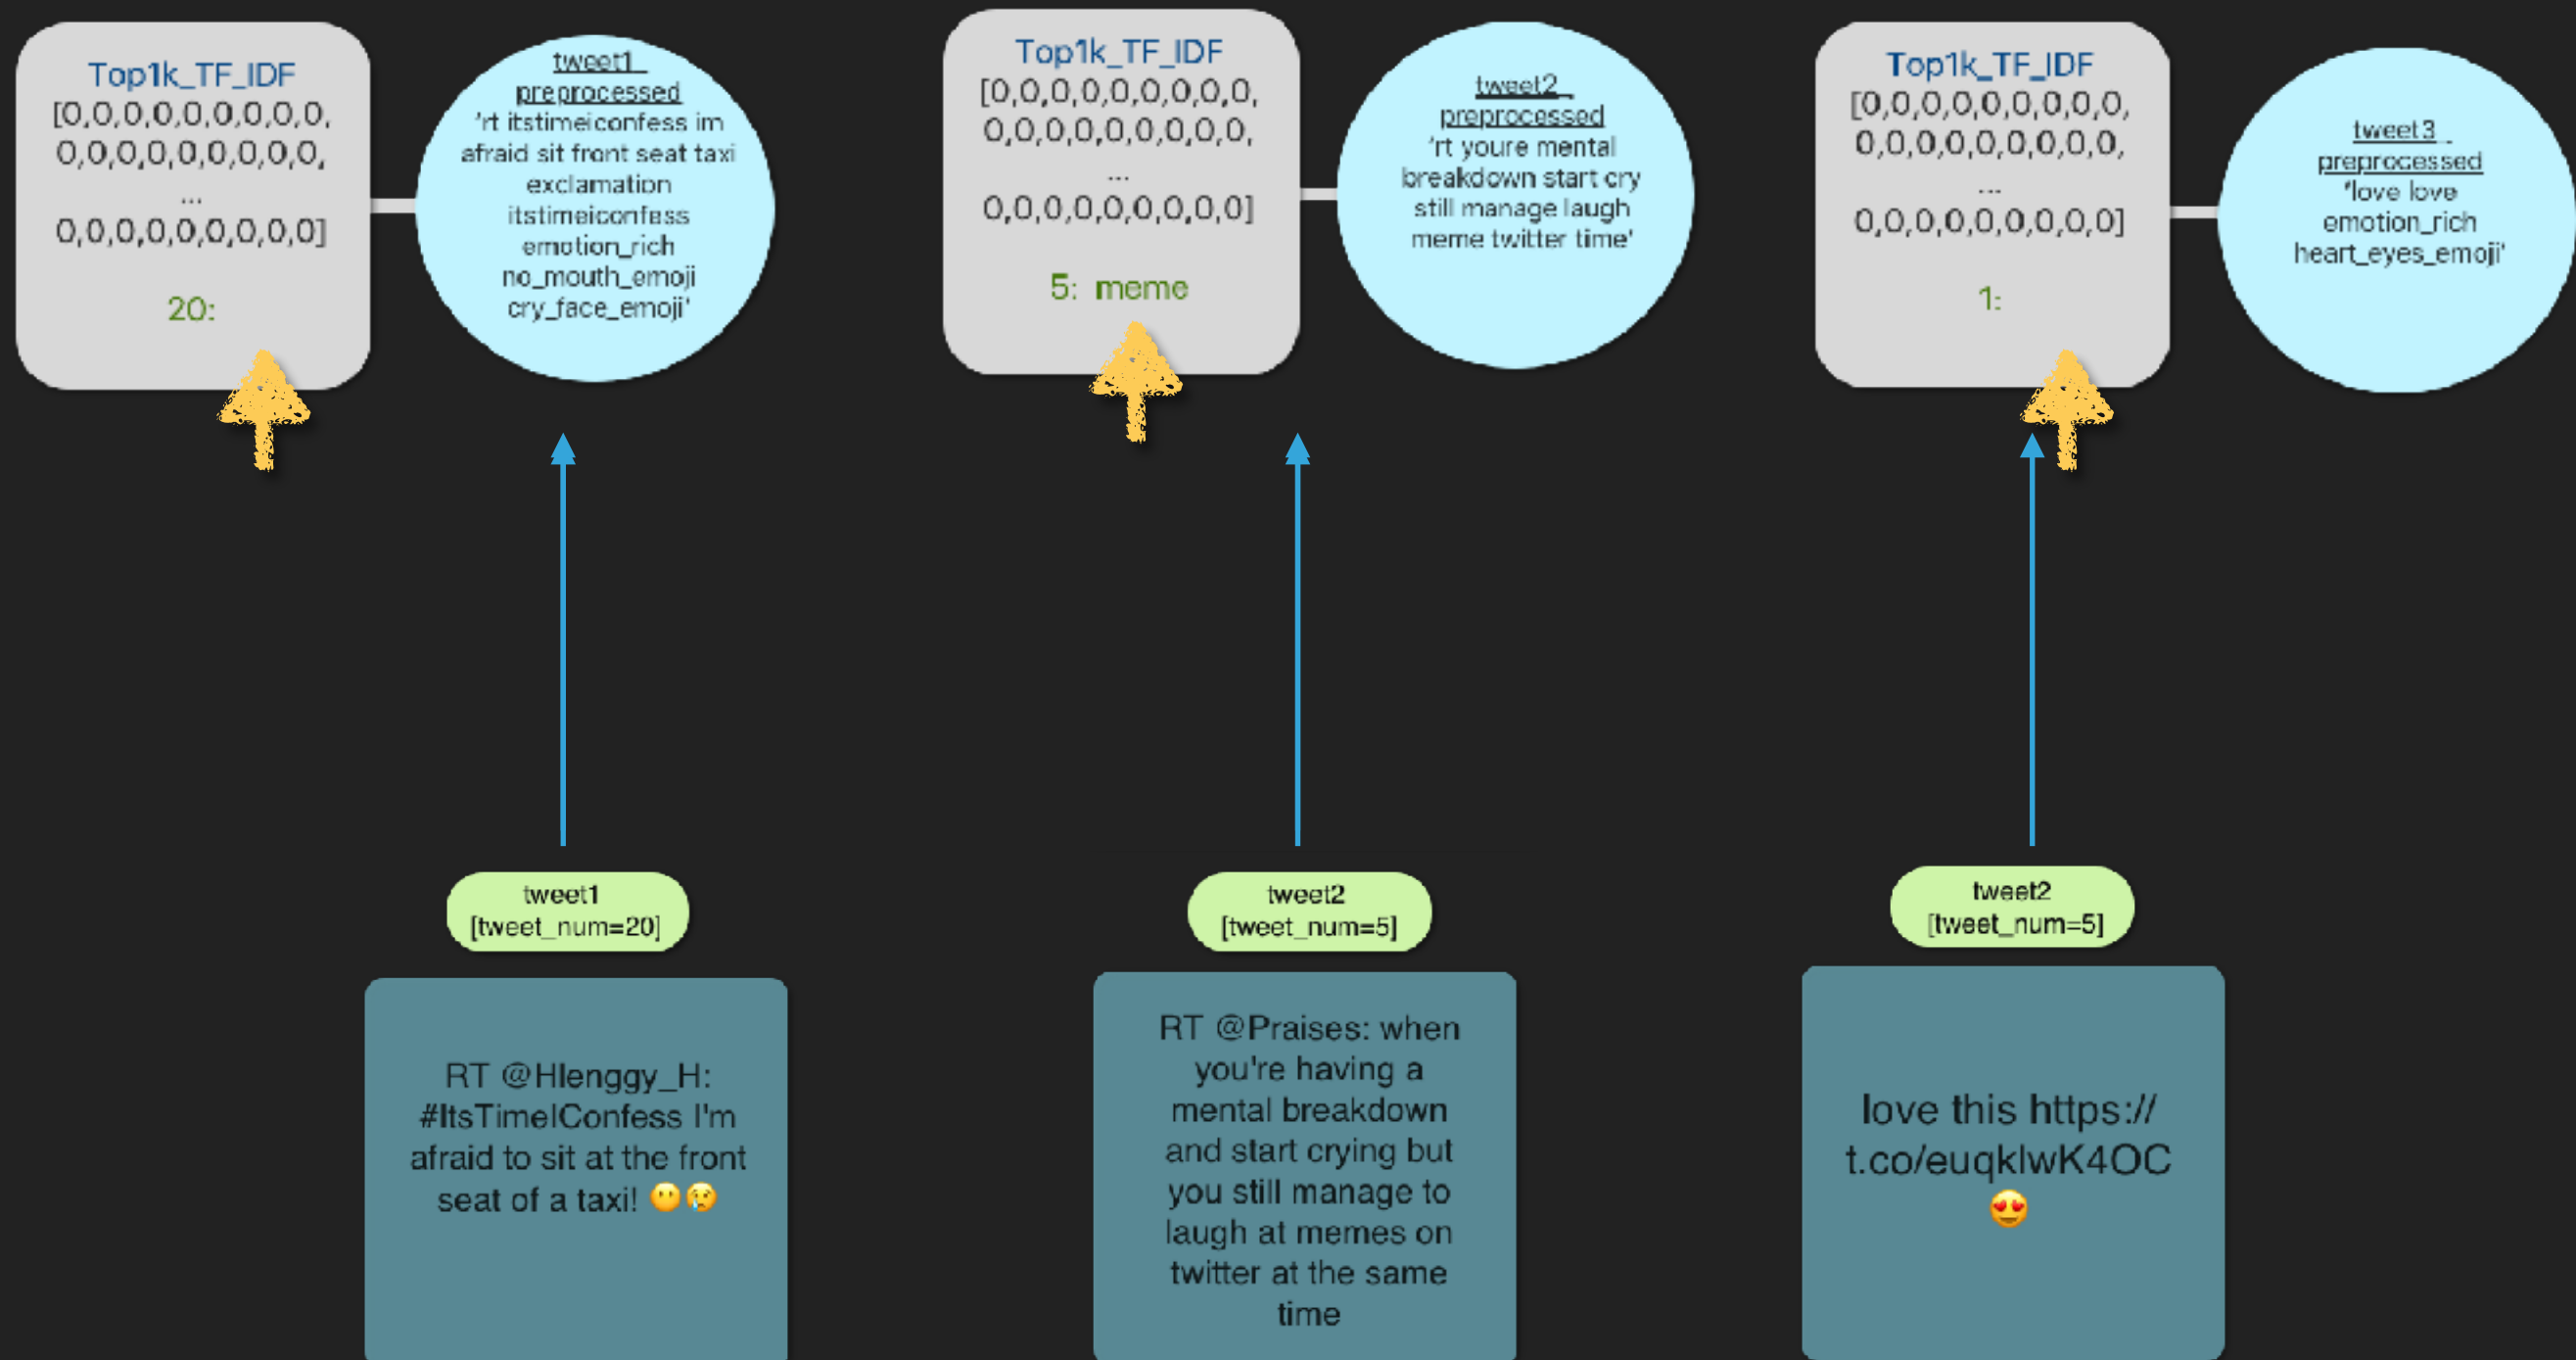 Top1k_TF_IDF
[0,0,0,0,0,0,0,0,0,
0,0,0,0,0,0,0,0,0,
...
0,0,0,0,0,0,0,0,0]
20:
tweet1_
preprocessed
'rt itstimeiconfess im
afraid sit front seat taxi
exclamation
itstimeiconfess
emotion_rich
no_mouth_emoji
cry_face_emoji'
Top1k_TF_IDF
[0,0,0,0,0,0,0,0,0,
0,0,0,0,0,0,0,0,0,
...
0,0,0,0,0,0,0,0,0]
5: meme
tweet2_
preprocessed
'rt youre mental
breakdown start cry
still manage laugh
meme twitter time'
Top1k_TF_IDF
[0,0,0,0,0,0,0,0,0,
0,0,0,0,0,0,0,0,0,
...
0,0,0,0,0,0,0,0,0]
1:
tweet3_
preprocessed
'love love
emotion_rich
heart_eyes_emoji'
tweet1
[tweet_num=20]
RT @Hlenggy_H:
#ItsTimeIConfess I'm
afraid to sit at the front
seat of a taxi! 😶😢
tweet2
[tweet_num=5]
RT @Praises: when
you're having a
mental breakdown
and start crying but
you still manage to
laugh at memes on
twitter at the same
time
tweet2
[tweet_num=5]
love this https://
t.co/euqklwK4OC
😍